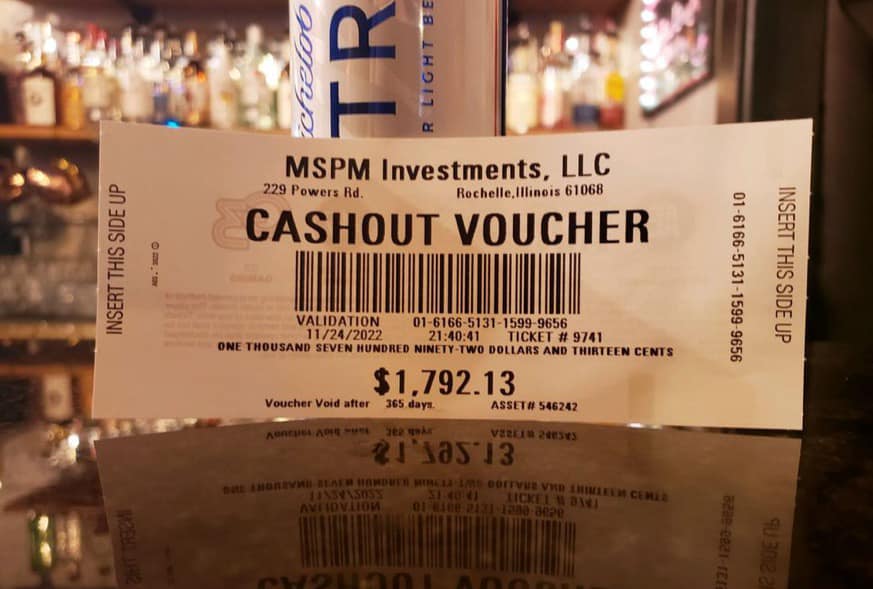 ichelob
TR
R LIGHT BE
MSPM Investments, LLC
229 Powers Rd. Rochelle,Illinois 61068
CASHOUT VOUCHER
INSERT THIS SIDE UP
VALIDATION 01-6166-5131-1599-9656
11/24/2022 21:40:41 TICKET # 9741
ONE THOUSAND SEVEN HUNDRED NINETY-TWO DOLLARS AND THIRTEEN CENTS
$1,792.13
Voucher Void after 365 days. ASSET# 546242
01-6166-5131-1599-9656
INSERT THIS SIDE UP